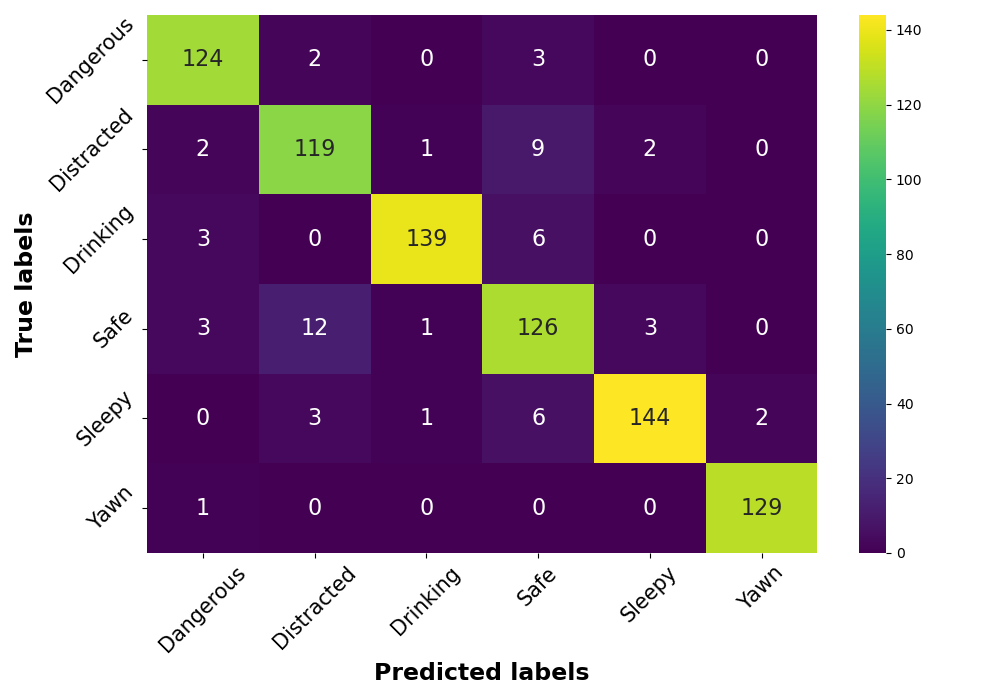 Dangerous 124 2 0 3 0 0
Distracted 2 119 1 9 2 0
Drinking 3 0 139 6 0 0
Safe 3 12 1 126 3 0
Sleepy 0 3 1 6 144 2
Yawn 1 0 0 0 0 129
True labels
Dangerous Distracted Drinking Safe Sleepy Yawn
Predicted labels
140
120
100
80
60
40
20
0